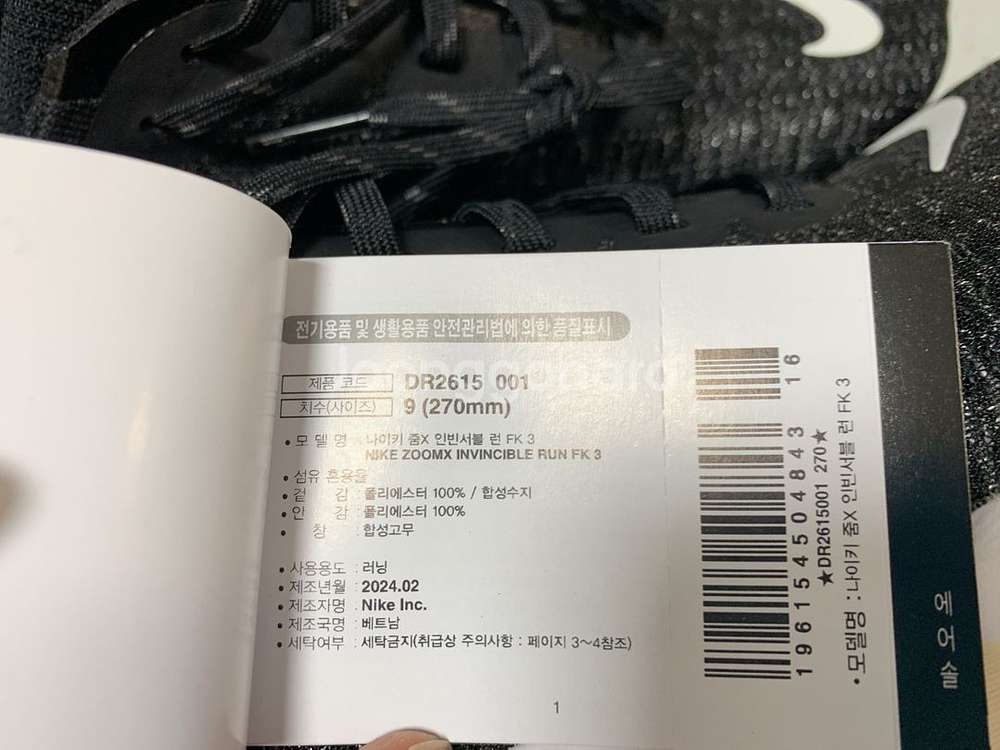 전기용품 및 생활용품 안전관리법에 의한 품질표시
제품 코드 DR2615 001
치수(사이즈) 9 (270mm)
• 모 델 명 : 나이키 줌X 인빈서블 런 FK 3
NIKE ZOOMX INVINCIBLE RUN FK 3
• 섬유 혼용율
• 겉 감 : 폴리에스터 100% / 합성수지
• 안 감 : 폴리에스터 100%
• 창 : 합성고무
• 사용용도 : 러닝
• 제조년월 : 2024.02
• 제조자명 : Nike Inc.
• 제조국명 : 베트남
• 세탁여부 : 세탁금지(취급상 주의사항 : 페이지 3~4참조)
1
196154504843 16
★DR2615001 270★
• 모델명 : 나이키 줌X 인빈서블 런 FK 3
에어솔